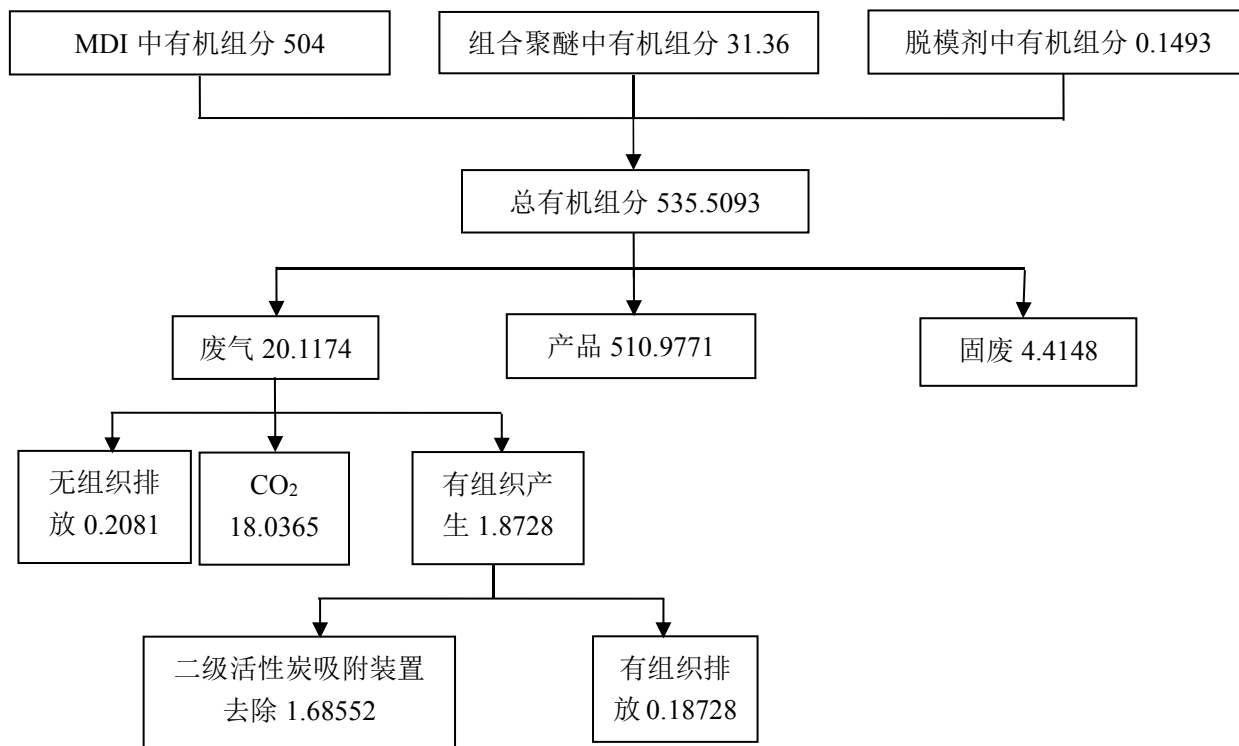 MDI 中有机组分 504
组合聚醚中有机组分 31.36
脱模剂中有机组分 0.1493
总有机组分 535.5093
废气 20.1174
产品 510.9771
固废 4.4148
无组织排
放 0.2081
CO₂
18.0365
有组织产
生 1.8728
二级活性炭吸附装置
去除 1.68552
有组织排
放 0.18728